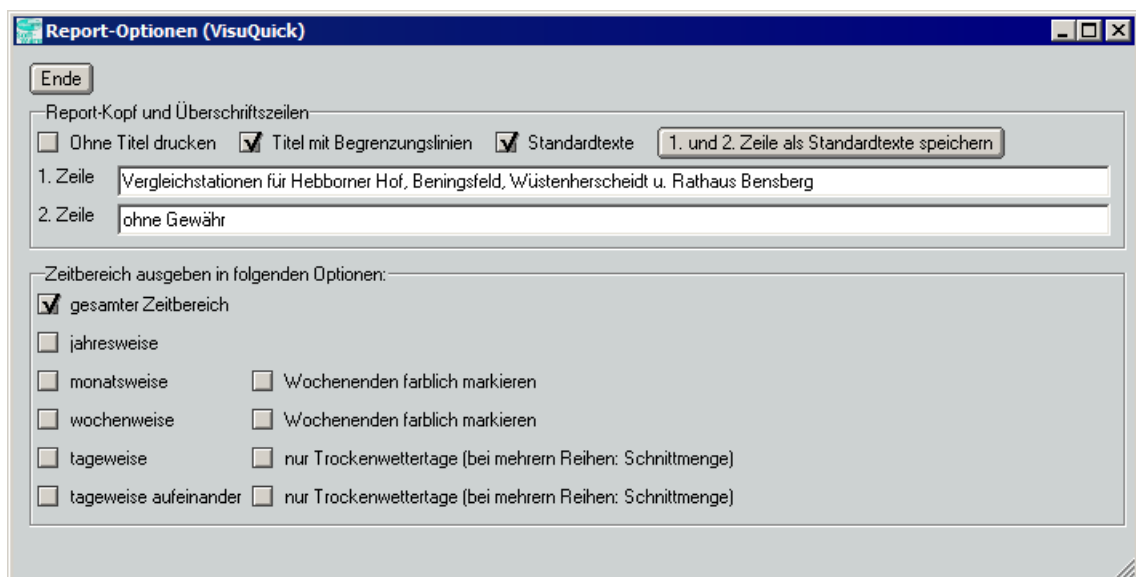 Report-Optionen (VisuQuick)
Ende
Report-Kopf und Überschriftszeilen
Ohne Titel drucken Titel mit Begrenzungslinien Standardtexte 1. und 2. Zeile als Standardtexte speichern
1. Zeile Vergleichstationen für Hebborner Hof, Beningsfeld, Wüstenherscheidt u. Rathaus Bensberg
2. Zeile ohne Gewähr
Zeitbereich ausgeben in folgenden Optionen:
gesamter Zeitbereich
jahresweise
monatsweise Wochenenden farblich markieren
wochenweise Wochenenden farblich markieren
tageweise nur Trockenwettertage (bei mehrern Reihen: Schnittmenge)
tageweise aufeinander nur Trockenwettertage (bei mehrern Reihen: Schnittmenge)